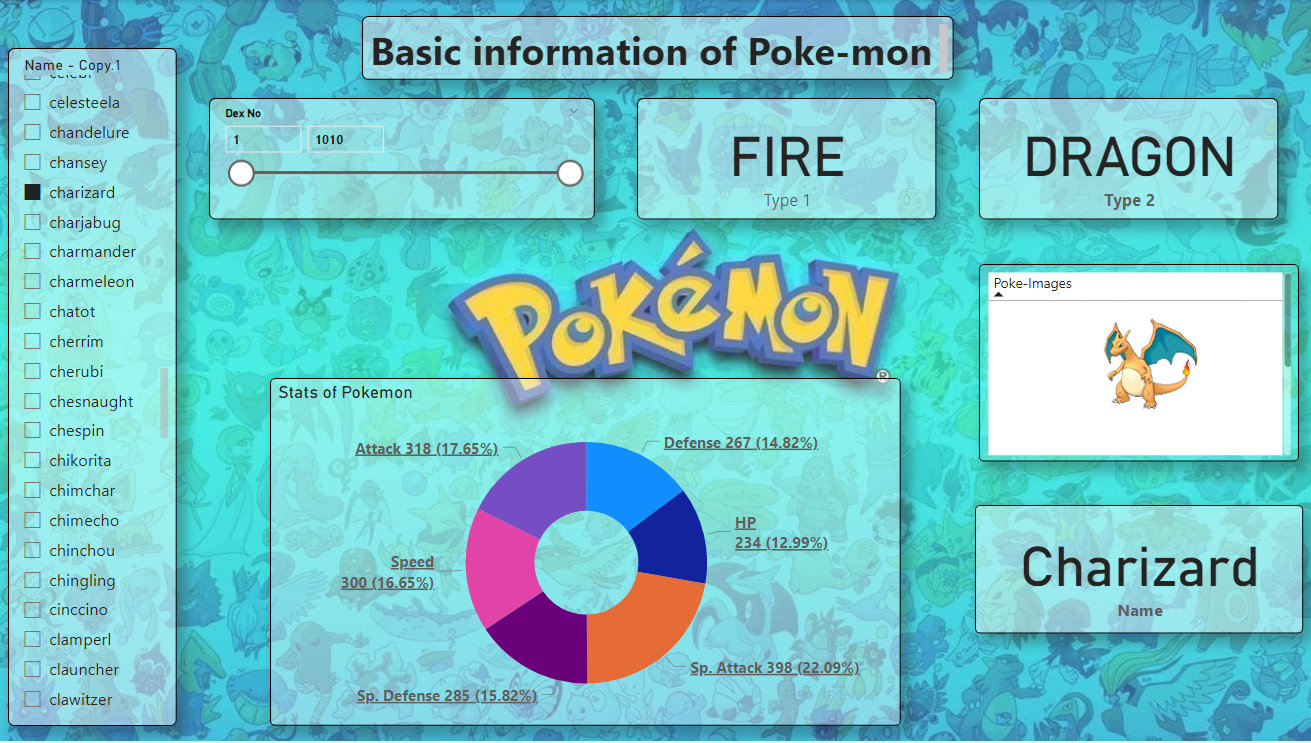 Basic information of Poke-mon
Name - Copy.1
celebi
celesteela
chandelure
chansey
charizard
charjabug
charmander
charmeleon
chatot
cherrim
cherubi
chesnaught
chespin
chikorita
chimchar
chimecho
chinchou
chingling
cinccino
clamperl
clauncher
clawitzer
Dex No
1
1010
FIRE
Type 1
DRAGON
Type 2
POKéMON
®
Poke-Images
Stats of Pokemon
Attack 318 (17.65%)
Defense 267 (14.82%)
HP
234 (12.99%)
Speed
300 (16.65%)
Sp. Attack 398 (22.09%)
Sp. Defense 285 (15.82%)
Charizard
Name